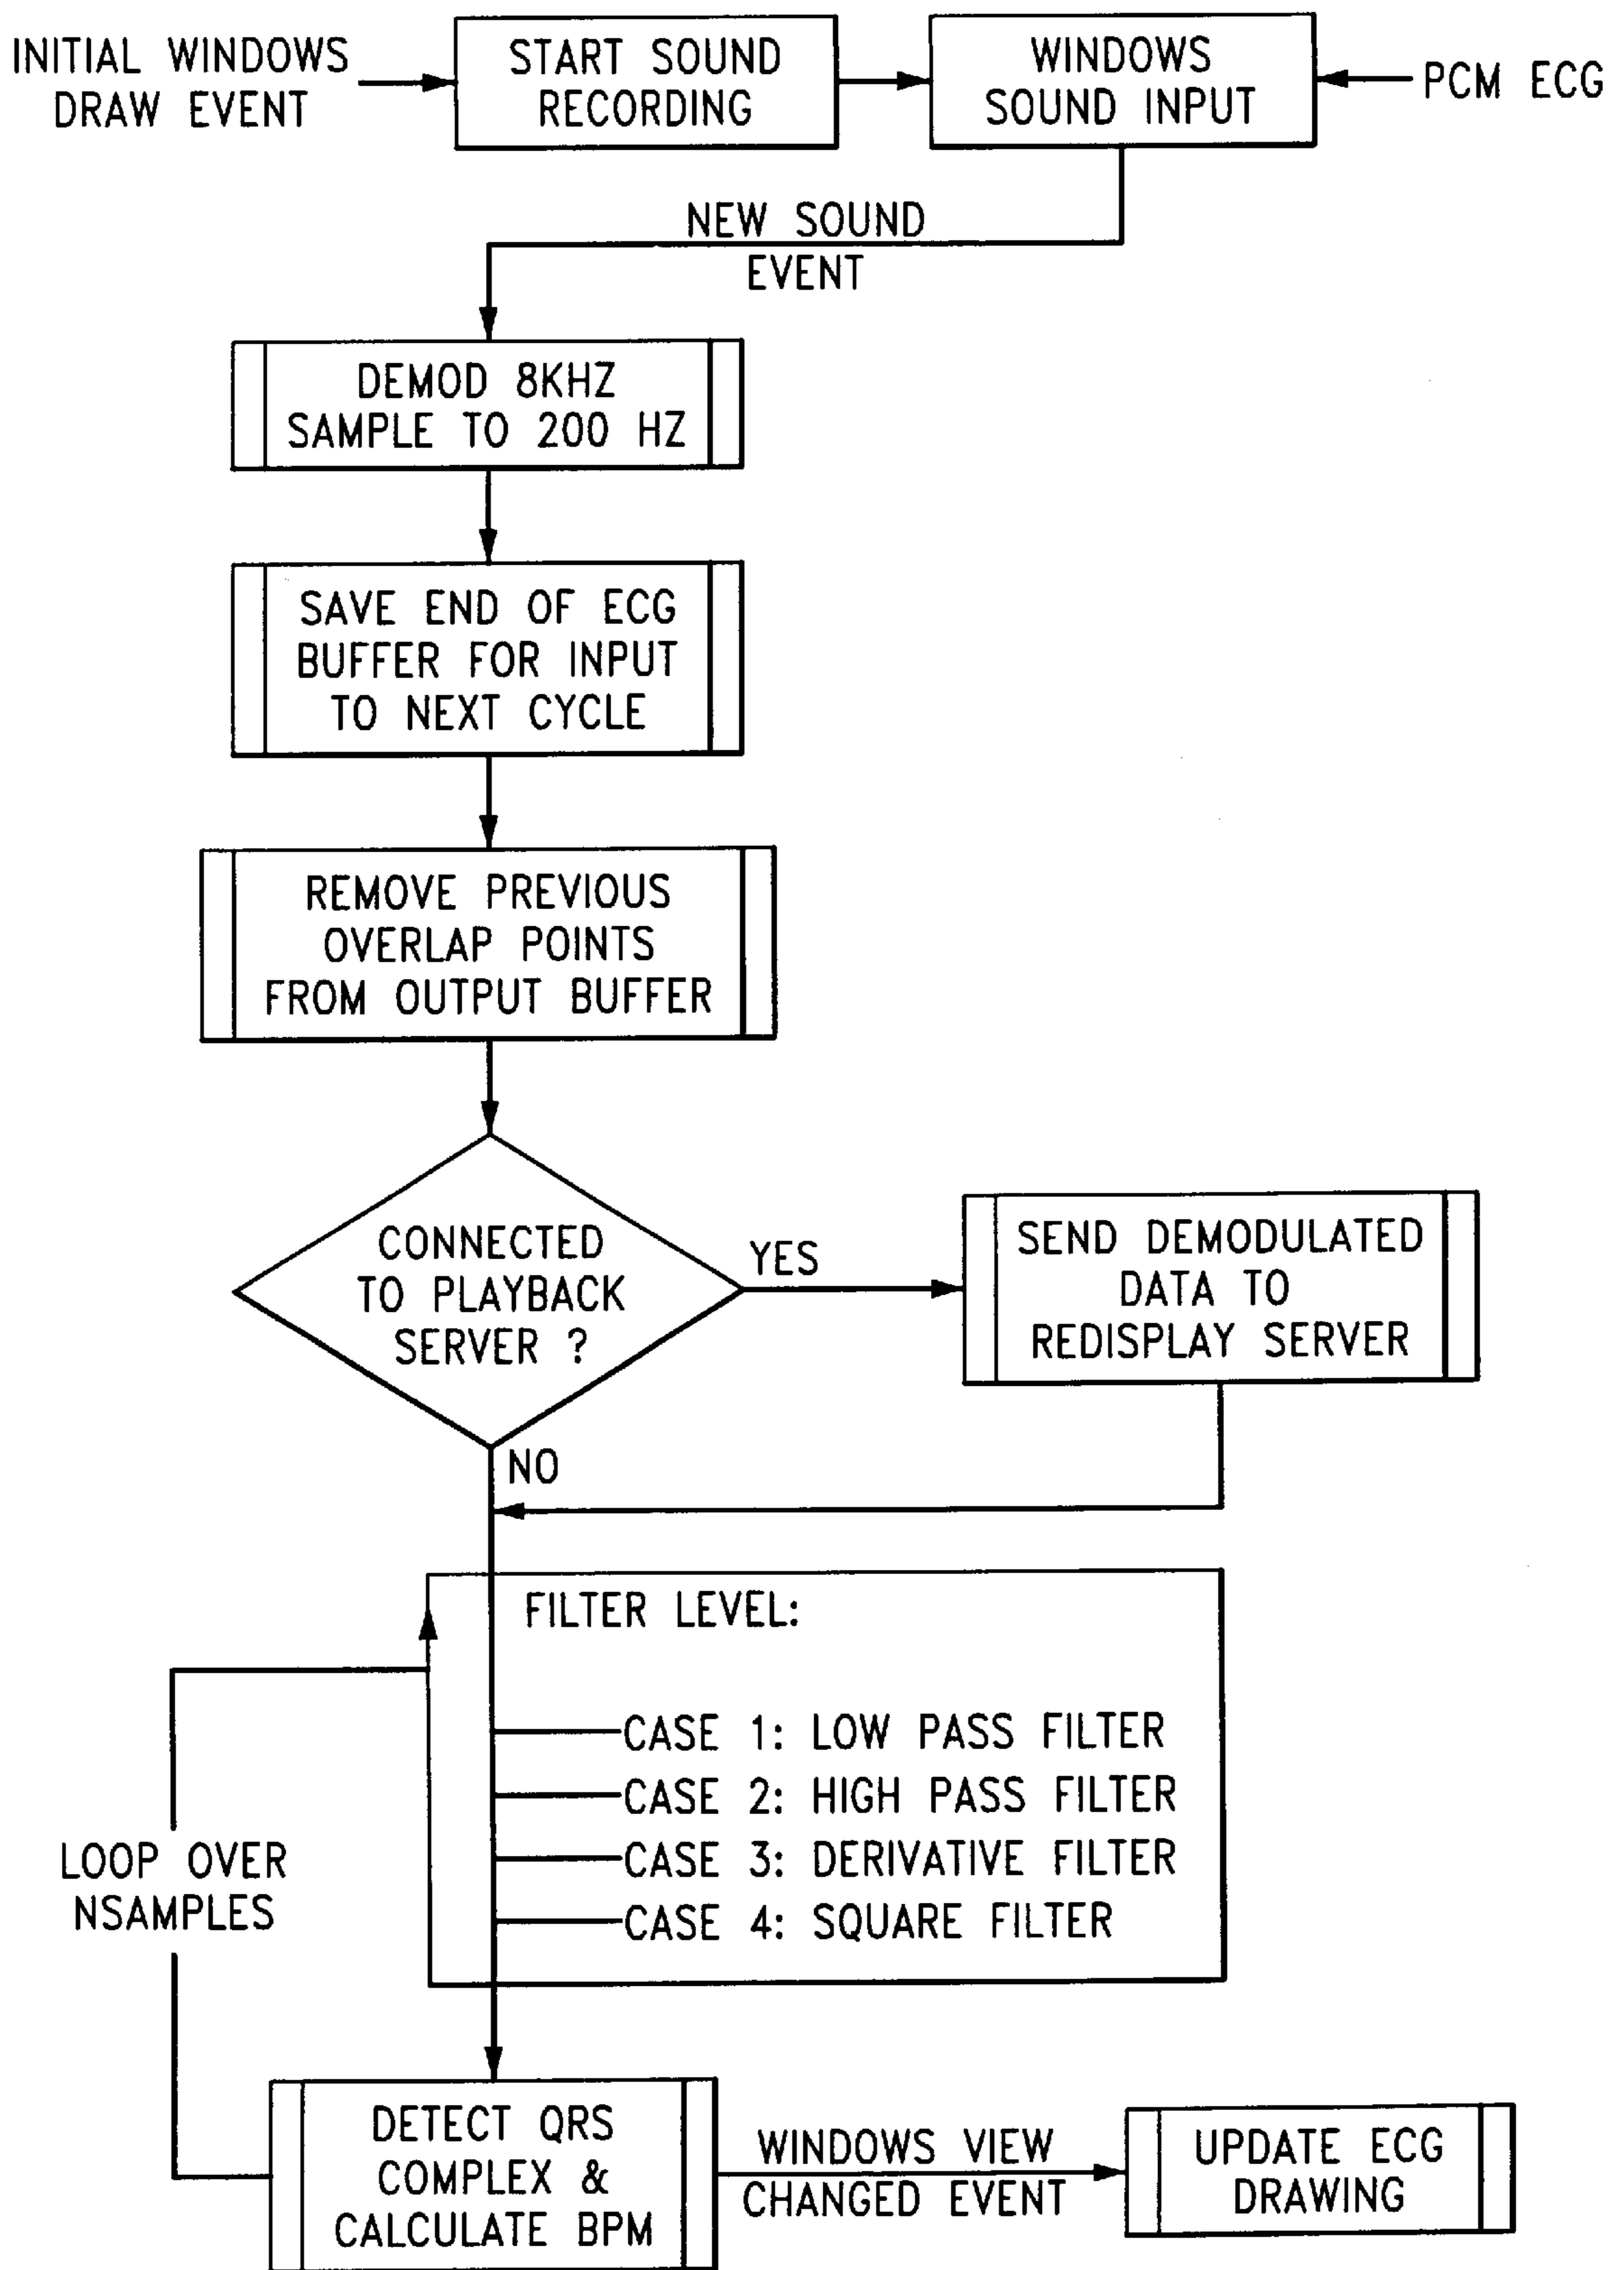 INITIAL WINDOWS
DRAW EVENT
START SOUND
RECORDING
WINDOWS
SOUND INPUT
PCM ECG
NEW SOUND
EVENT
DEMOD 8KHZ
SAMPLE TO 200 HZ
SAVE END OF ECG
BUFFER FOR INPUT
TO NEXT CYCLE
REMOVE PREVIOUS
OVERLAP POINTS
FROM OUTPUT BUFFER
CONNECTED
TO PLAYBACK
SERVER ?
YES
SEND DEMODULATED
DATA TO
REDISPLAY SERVER
NO
FILTER LEVEL:
CASE 1: LOW PASS FILTER
CASE 2: HIGH PASS FILTER
CASE 3: DERIVATIVE FILTER
CASE 4: SQUARE FILTER
LOOP OVER
NSAMPLES
DETECT QRS
COMPLEX &
CALCULATE BPM
WINDOWS VIEW
CHANGED EVENT
UPDATE ECG
DRAWING